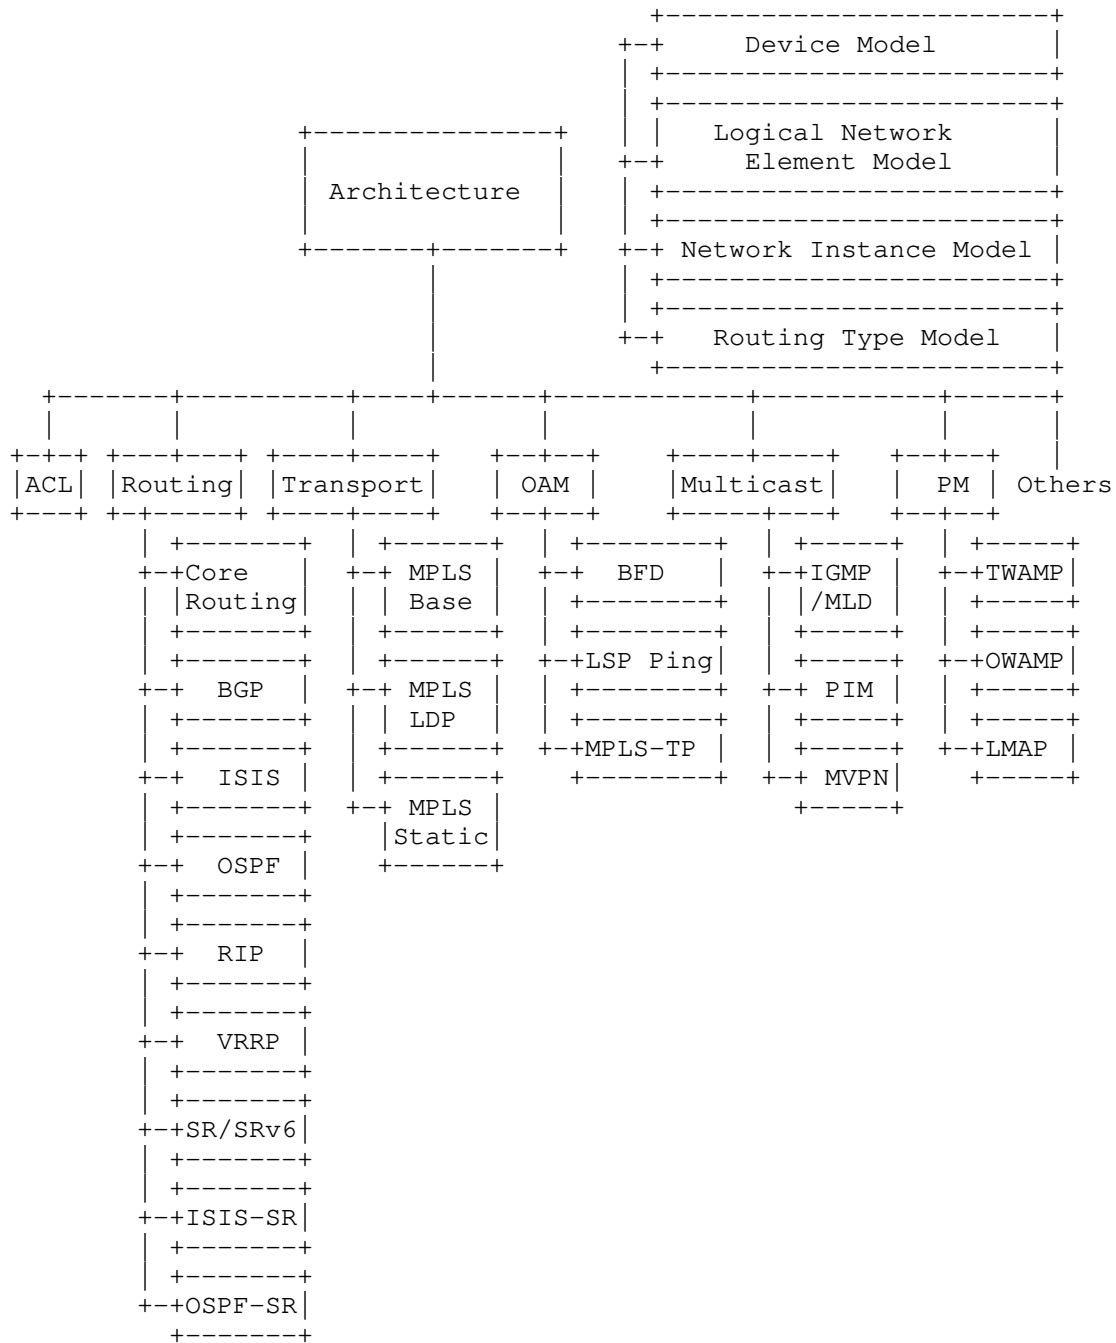 Device Model
Logical Network
Element Model
Architecture
Network Instance Model
Routing Type Model
ACL Routing Transport OAM Multicast PM Others
Core MPLS BFD IGMP TWAMP
Routing Base /MLD
LSP Ping OWAMP
BGP MPLS PIM
LDP MPLS-TP LMAP
ISIS MVPN
MPLS
Static
OSPF
RIP
VRRP
SR/SRv6
ISIS-SR
OSPF-SR